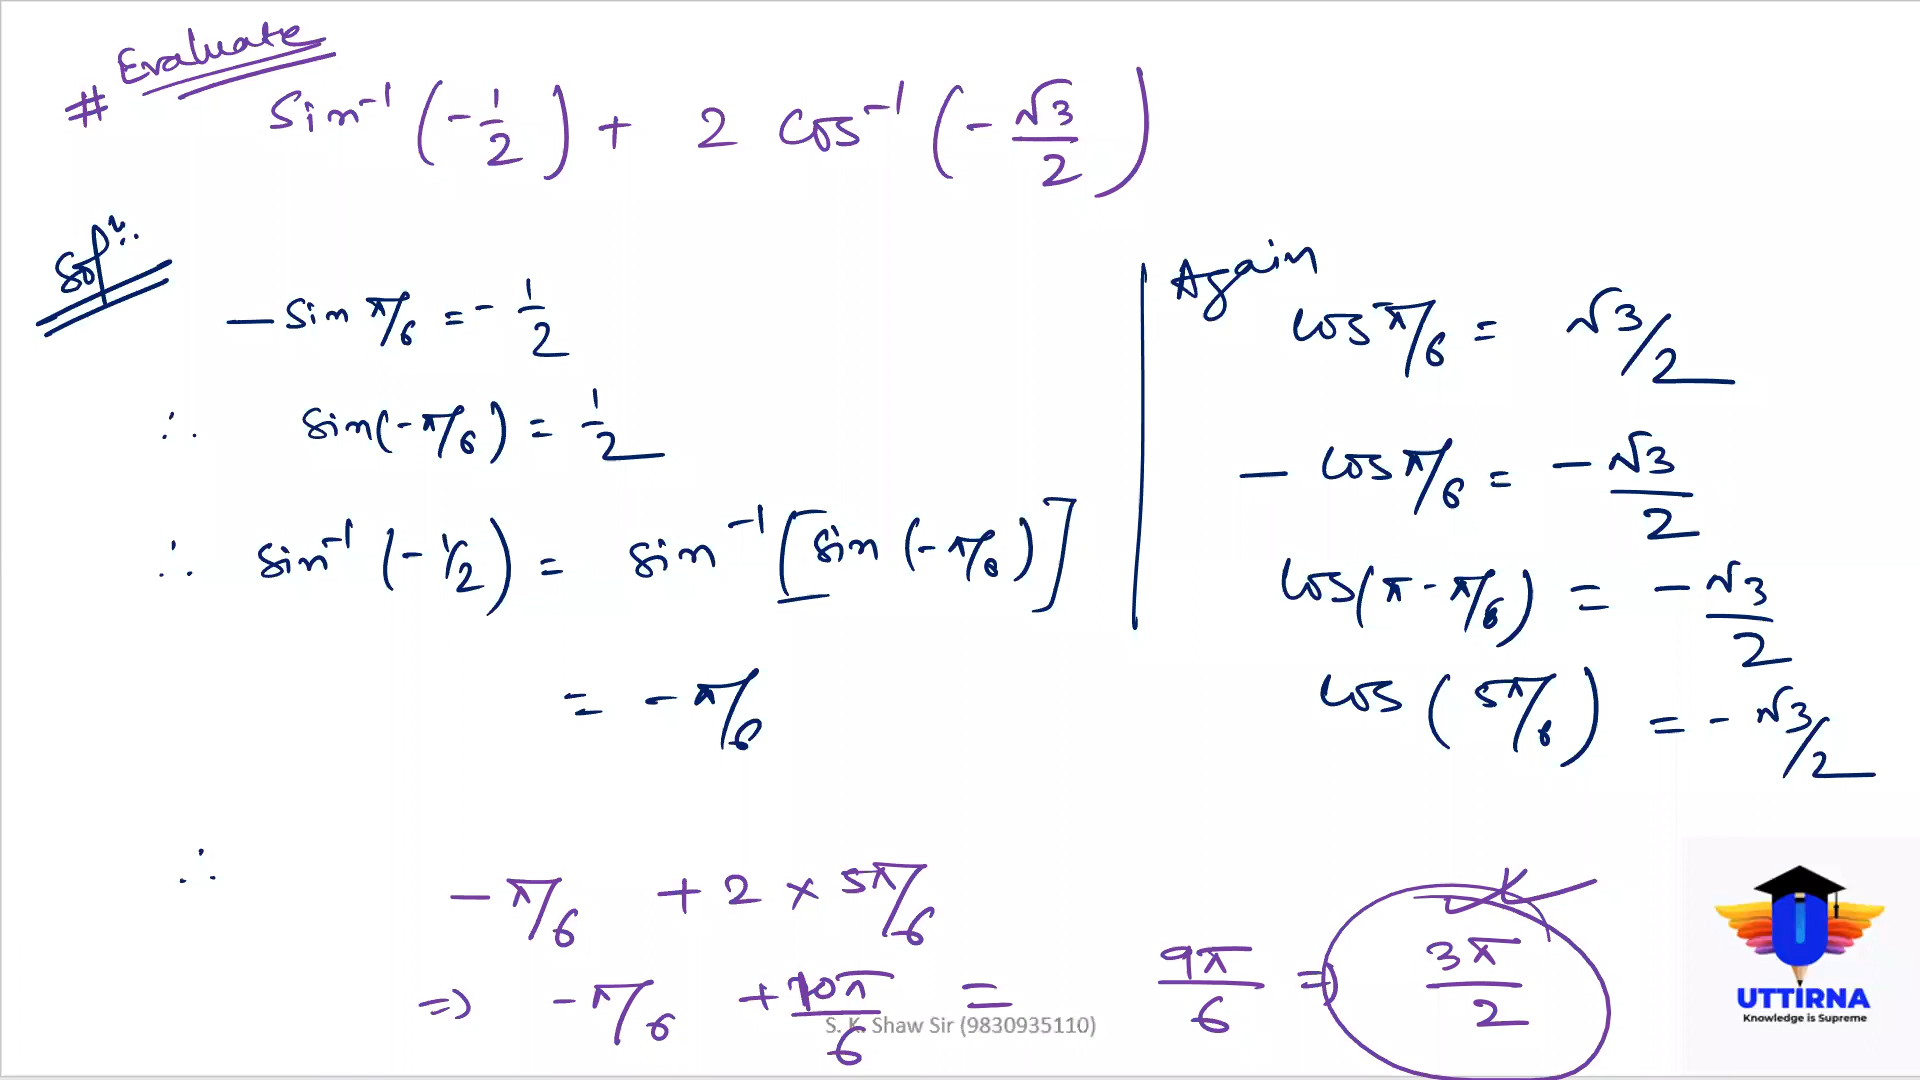 # Evaluate
Sin⁻¹ (-1/2) + 2 Cos⁻¹ (-√3/2)
Solⁿ:
- Sin π/6 = - 1/2
∴ Sin(-π/6) = 1/2
∴ Sin⁻¹ (-1/2) = Sin⁻¹ [Sin (-π/6)]
= -π/6
Again
Cos π/6 = √3/2
- Cos π/6 = - √3/2
Cos(π - π/6) = - √3/2
Cos (5π/6) = - √3/2
∴ - π/6 + 2 × 5π/6
⇒ - π/6 + 10π/6 = 9π/6 ⇒ 3π/2
S. K. Shaw Sir (9830935110)
UTTIRNA
Knowledge is Supreme